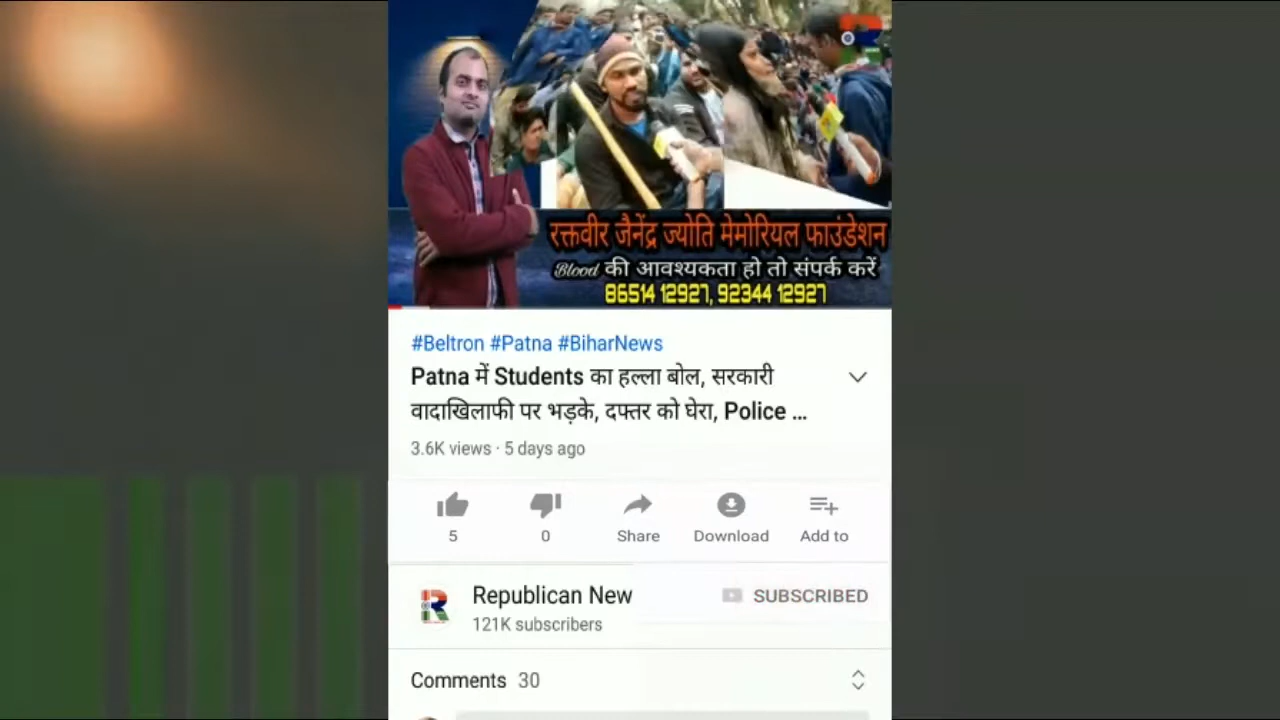 रक्तवीर जैनेंद्र ज्योति मेमोरियल फाउंडेशन
Blood की आवश्यकता हो तो संपर्क करें
86514 12927, 92344 12927
#Beltron #Patna #BiharNews
Patna में Students का हल्ला बोल, सरकारी
वादाखिलाफी पर भड़के, दफ्तर को घेरा, Police ...
3.6K views · 5 days ago
5 0 Share Download Add to
Republican New SUBSCRIBED
121K subscribers
Comments 30